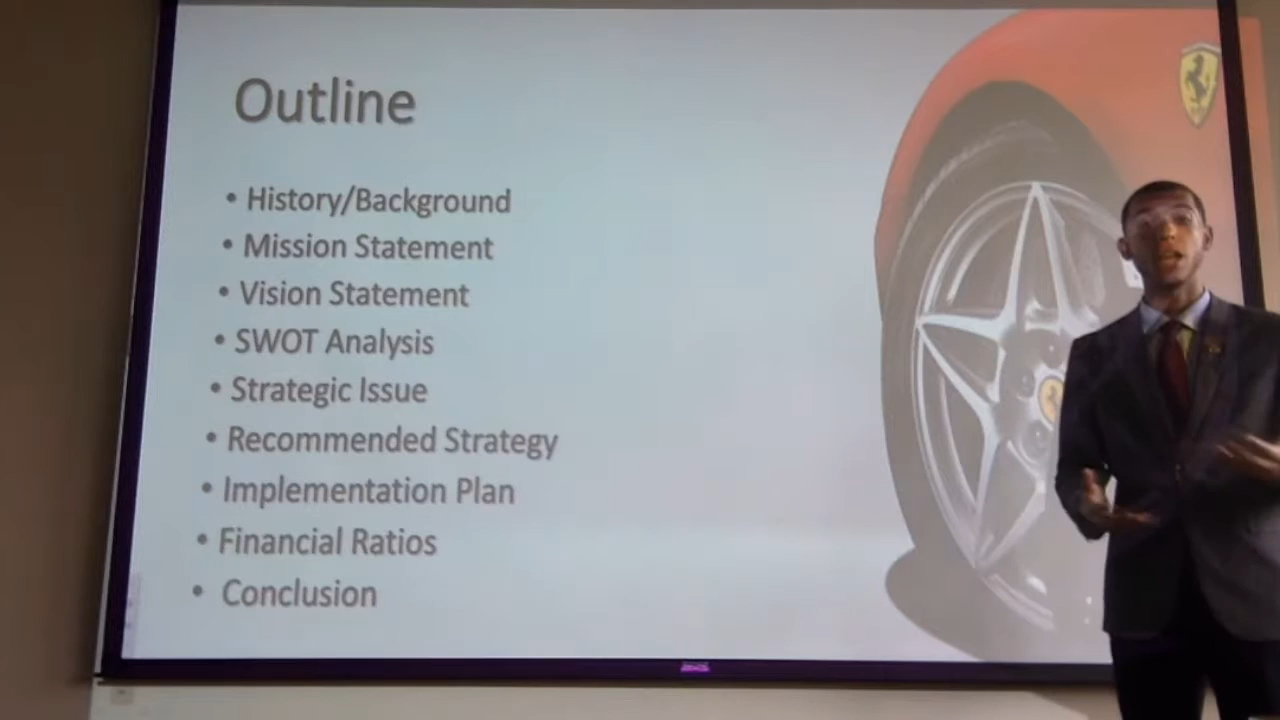 Outline
• History/Background
• Mission Statement
• Vision Statement
• SWOT Analysis
• Strategic Issue
• Recommended Strategy
• Implementation Plan
• Financial Ratios
• Conclusion